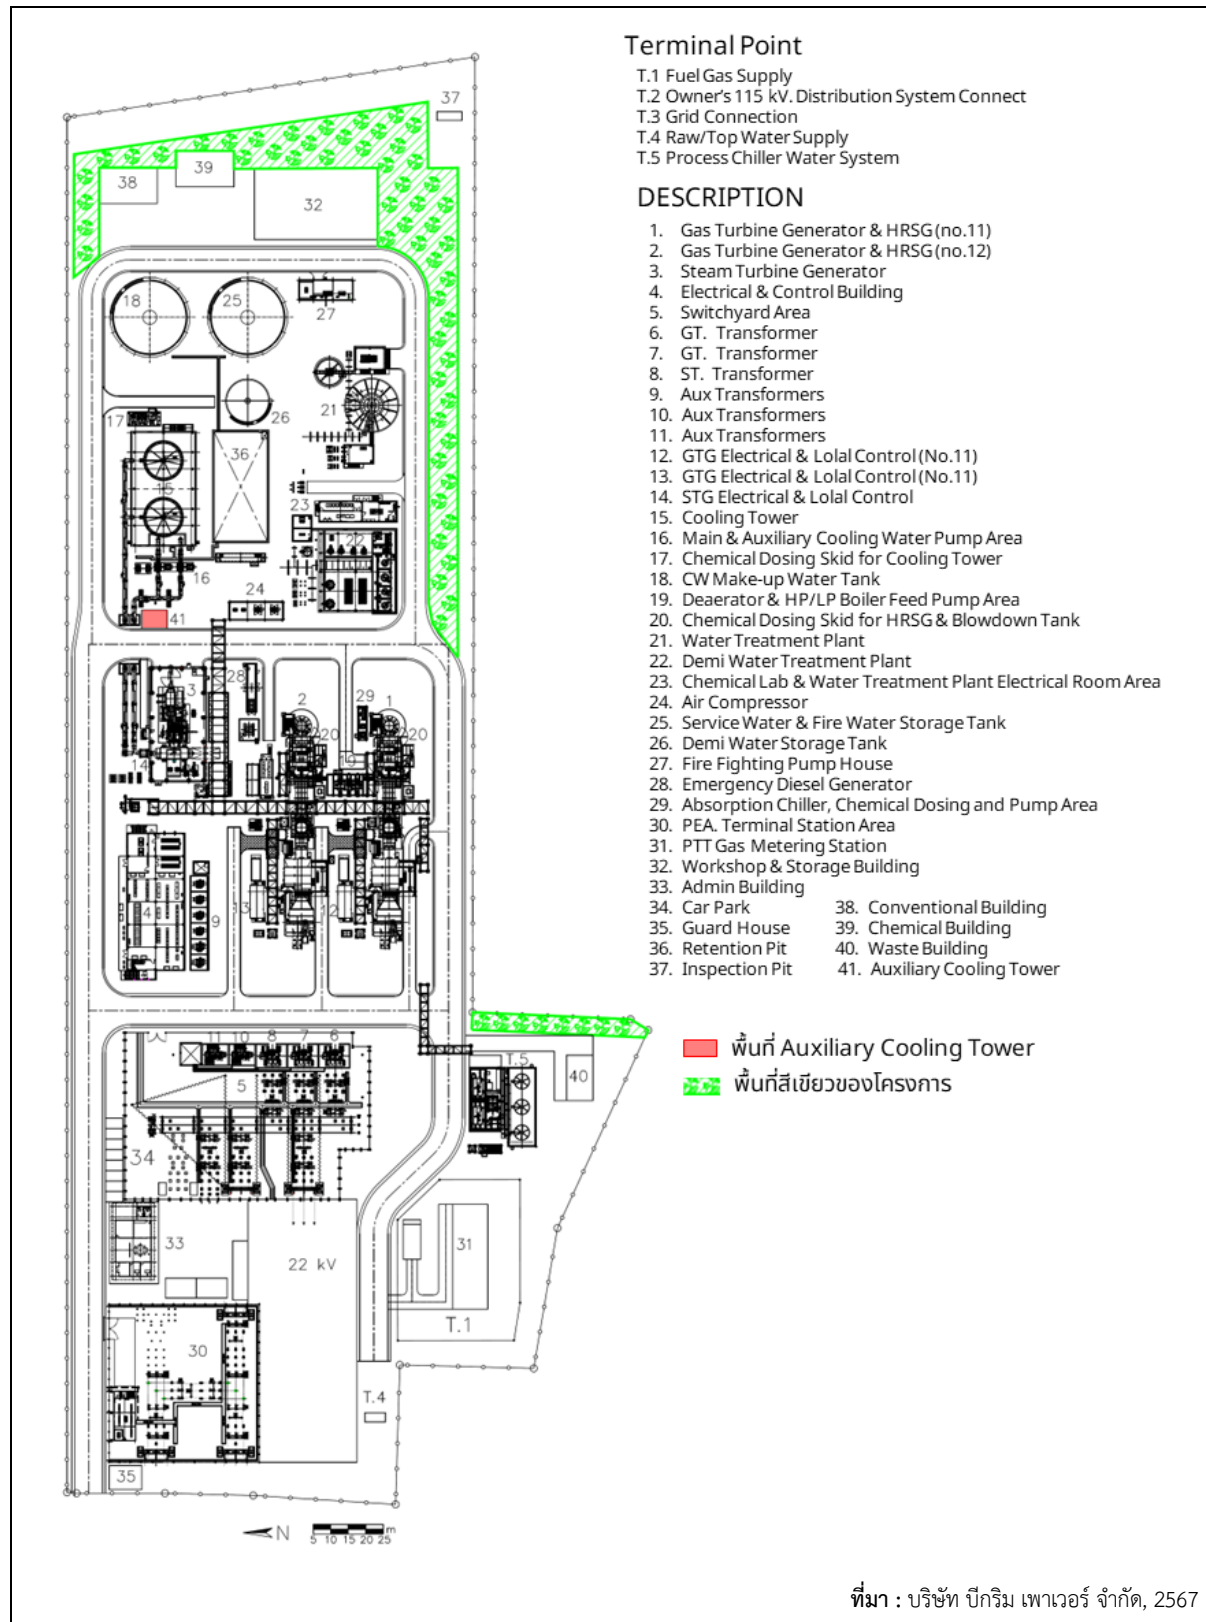 Terminal Point
T.1 Fuel Gas Supply
T.2 Owner's 115 kV. Distribution System Connect
T.3 Grid Connection
T.4 Raw/Top Water Supply
T.5 Process Chiller Water System
DESCRIPTION
1. Gas Turbine Generator & HRSG (no.11)
2. Gas Turbine Generator & HRSG (no.12)
3. Steam Turbine Generator
4. Electrical & Control Building
5. Switchyard Area
6. GT. Transformer
7. GT. Transformer
8. ST. Transformer
9. Aux Transformers
10. Aux Transformers
11. Aux Transformers
12. GTG Electrical & Lolal Control (No.11)
13. GTG Electrical & Lolal Control (No.11)
14. STG Electrical & Lolal Control
15. Cooling Tower
16. Main & Auxiliary Cooling Water Pump Area
17. Chemical Dosing Skid for Cooling Tower
18. CW Make-up Water Tank
19. Deaerator & HP/LP Boiler Feed Pump Area
20. Chemical Dosing Skid for HRSG & Blowdown Tank
21. Water Treatment Plant
22. Demi Water Treatment Plant
23. Chemical Lab & Water Treatment Plant Electrical Room Area
24. Air Compressor
25. Service Water & Fire Water Storage Tank
26. Demi Water Storage Tank
27. Fire Fighting Pump House
28. Emergency Diesel Generator
29. Absorption Chiller, Chemical Dosing and Pump Area
30. PEA. Terminal Station Area
31. PTT Gas Metering Station
32. Workshop & Storage Building
33. Admin Building
34. Car Park 38. Conventional Building
35. Guard House 39. Chemical Building
36. Retention Pit 40. Waste Building
37. Inspection Pit 41. Auxiliary Cooling Tower
พื้นที่ Auxiliary Cooling Tower
พื้นที่สีเขียวของโครงการ
37
39
38
32
18
25
27
17
26
21
36
15
23
22
16
24
41
3
28
2
29
1
20
20
14
19
4
9
13
12
11 10 8 7 6
5
T.5
40
34
33
22 kV
31
T.1
30
T.4
35
N
m
5 10 15 20 25
ที่มา : บริษัท บีกริม เพาเวอร์ จำกัด, 2567